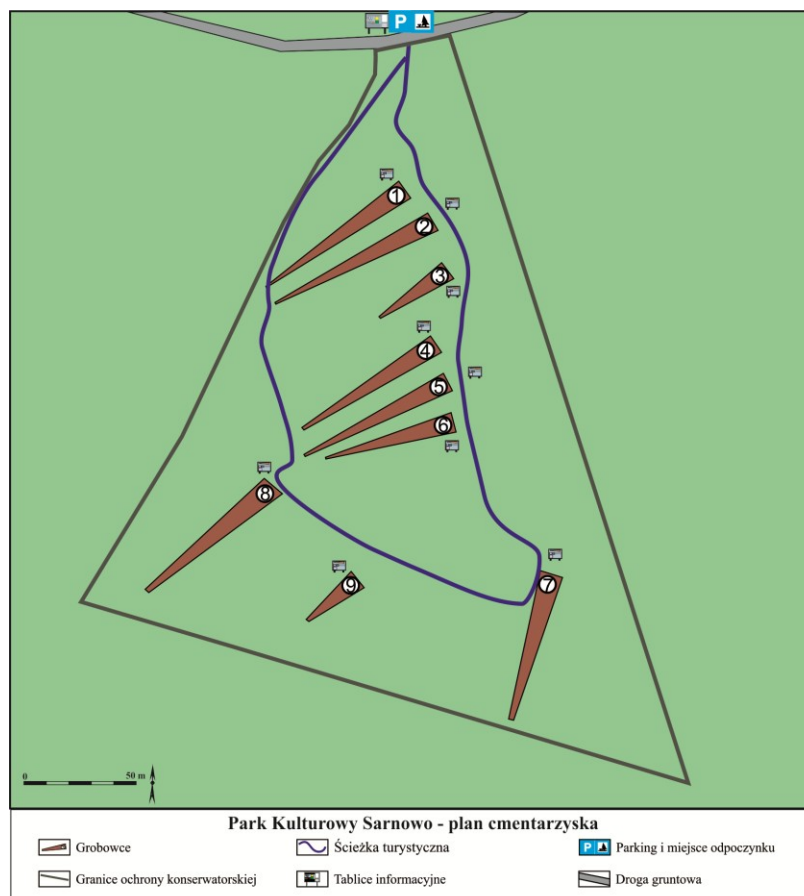 P
1
2
3
4
5
6
8
9
7
0 50 m
Park Kulturowy Sarnowo - plan cmentarzyska
Grobowce Ścieżka turystyczna P Parking i miejsce odpoczynku
Granice ochrony konserwatorskiej Tablice informacyjne Droga gruntowa